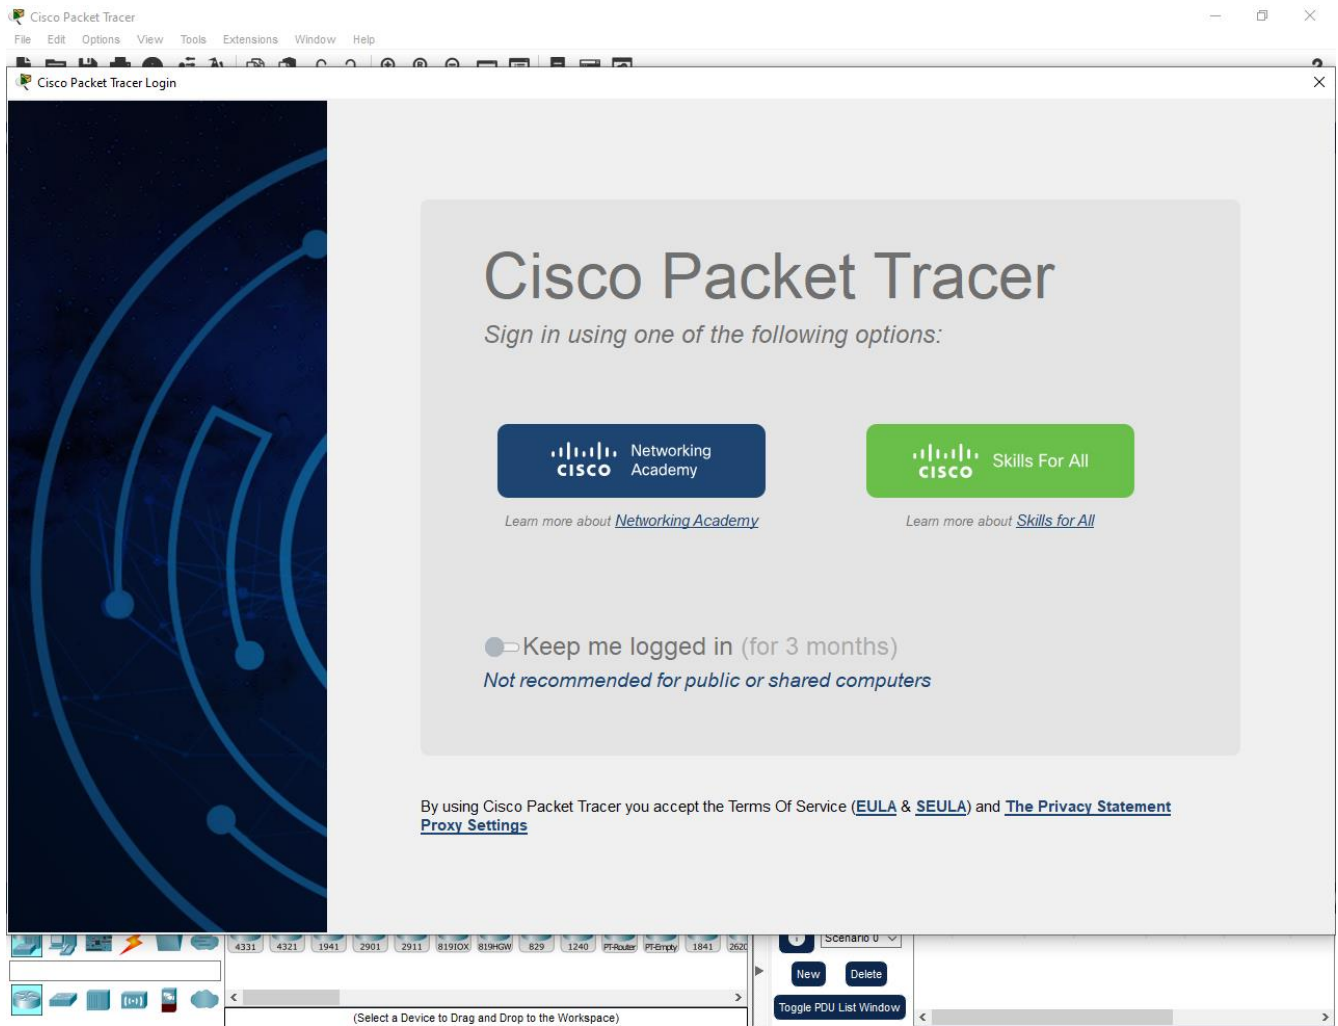 Cisco Packet Tracer
File Edit Options View Tools Extensions Window Help
Cisco Packet Tracer Login
Cisco Packet Tracer
Sign in using one of the following options:
CISCO Networking Academy
CISCO Skills For All
Learn more about Networking Academy
Learn more about Skills for All
Keep me logged in (for 3 months)
Not recommended for public or shared computers
By using Cisco Packet Tracer you accept the Terms Of Service (EULA & SEULA) and The Privacy Statement
Proxy Settings
4331 4321 1941 2901 2911 819IOX 819HGW 829 1240 PT-Router PT-Empty 1841 262
Scenario 0
New Delete
Toggle PDU List Window
(Select a Device to Drag and Drop to the Workspace)